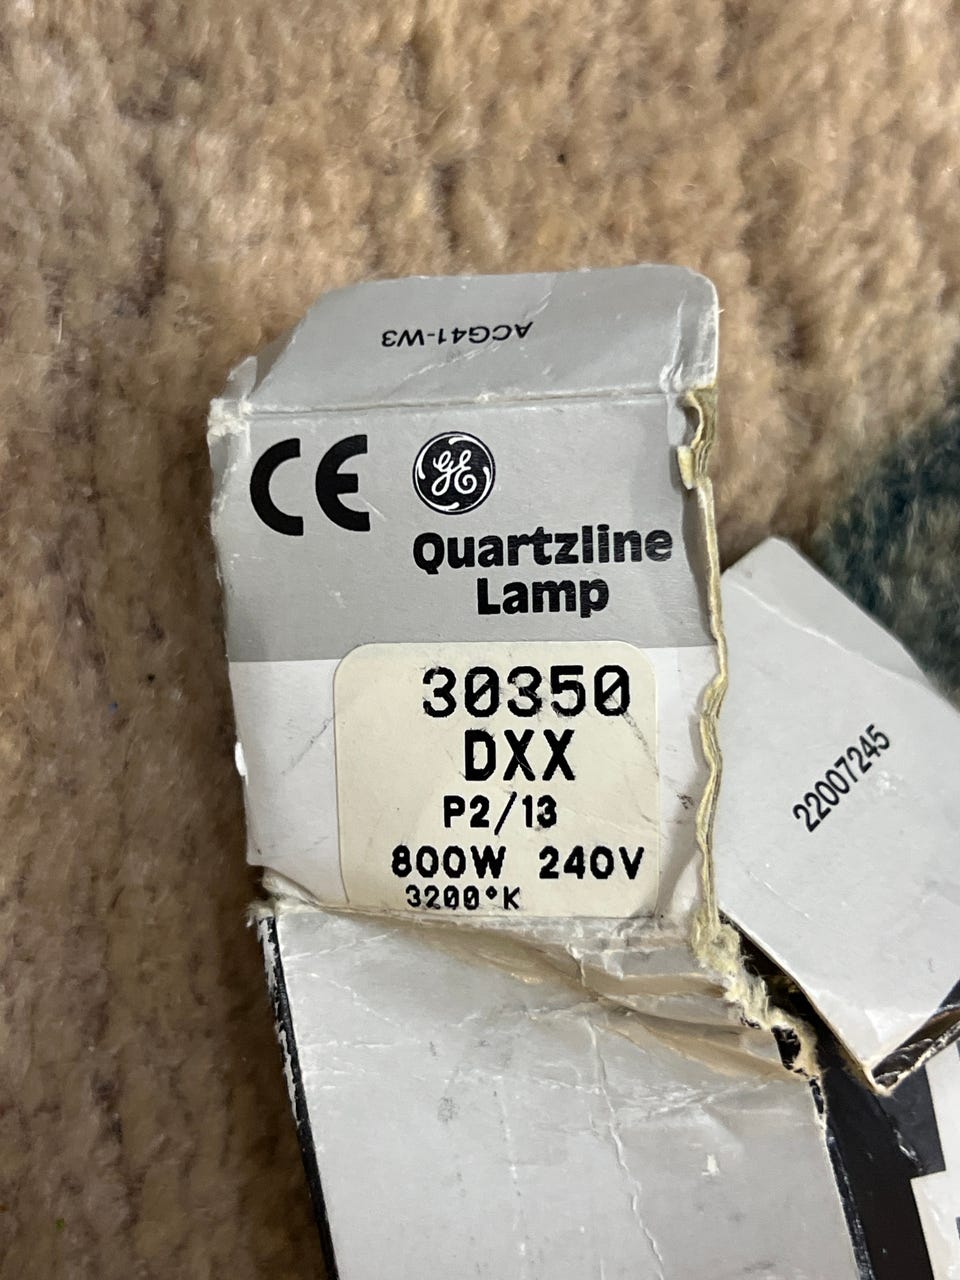 ACG41-W3
CE GE
Quartzline
Lamp
30350
DXX
P2/13
800W 240V
3200°K
22007245